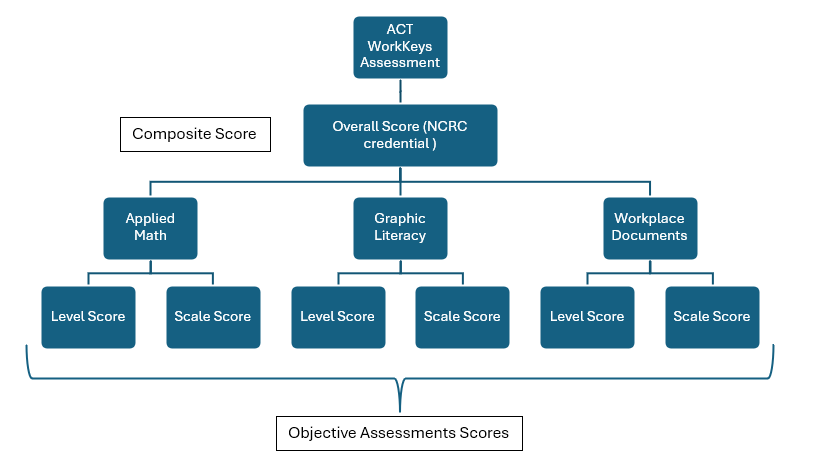 ACT
WorkKeys
Assessment
Composite Score
Overall Score (NCRC
credential )
Applied
Math
Graphic
Literacy
Workplace
Documents
Level Score
Scale Score
Level Score
Scale Score
Level Score
Scale Score
Objective Assessments Scores